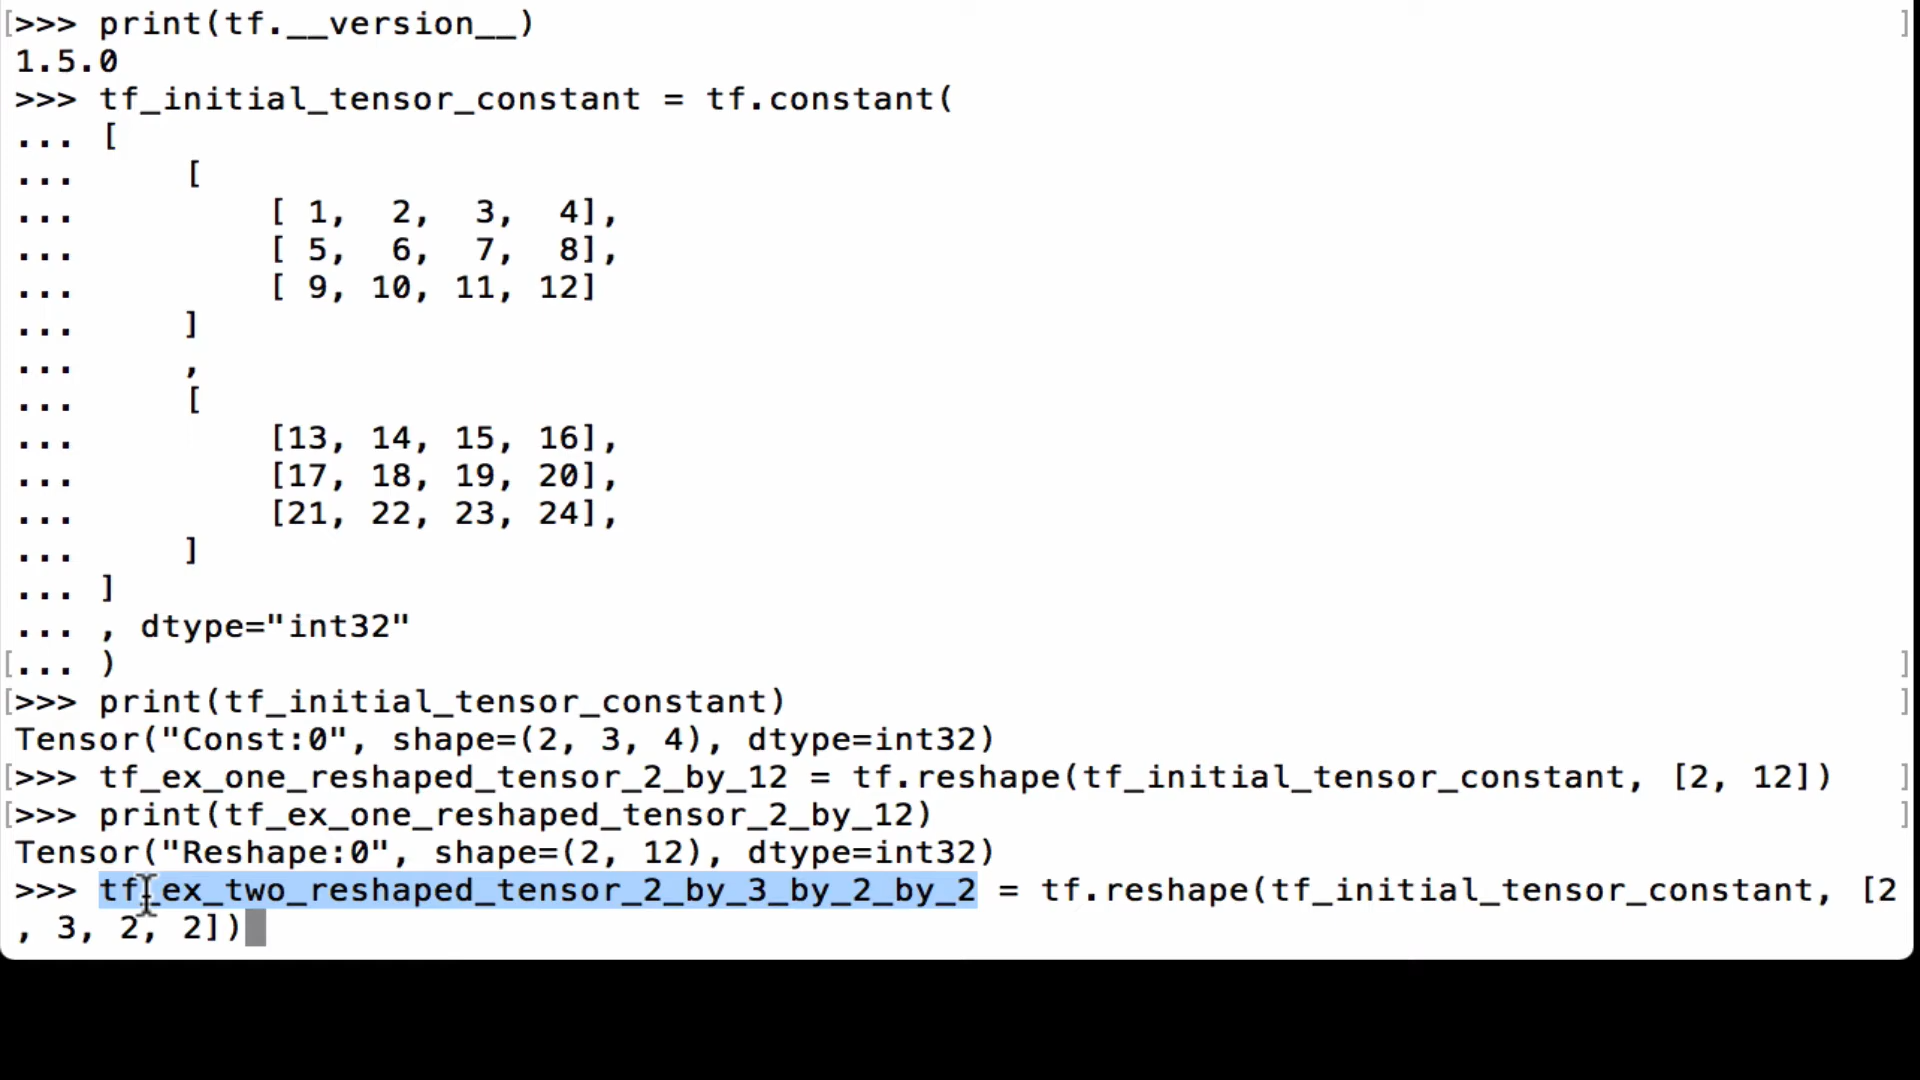 [>>> print(tf.__version__) ]
1.5.0
>>> tf_initial_tensor_constant = tf.constant(
... [
...     [
...         [ 1,  2,  3,  4],
...         [ 5,  6,  7,  8],
...         [ 9, 10, 11, 12]
...     ]
...     ,
...     [
...         [13, 14, 15, 16],
...         [17, 18, 19, 20],
...         [21, 22, 23, 24],
...     ]
... ]
... , dtype="int32"
[... ) ]
[>>> print(tf_initial_tensor_constant) ]
Tensor("Const:0", shape=(2, 3, 4), dtype=int32)
[>>> tf_ex_one_reshaped_tensor_2_by_12 = tf.reshape(tf_initial_tensor_constant, [2, 12]) ]
[>>> print(tf_ex_one_reshaped_tensor_2_by_12) ]
Tensor("Reshape:0", shape=(2, 12), dtype=int32)
>>> tf_ex_two_reshaped_tensor_2_by_3_by_2_by_2 = tf.reshape(tf_initial_tensor_constant, [2
, 3, 2, 2])